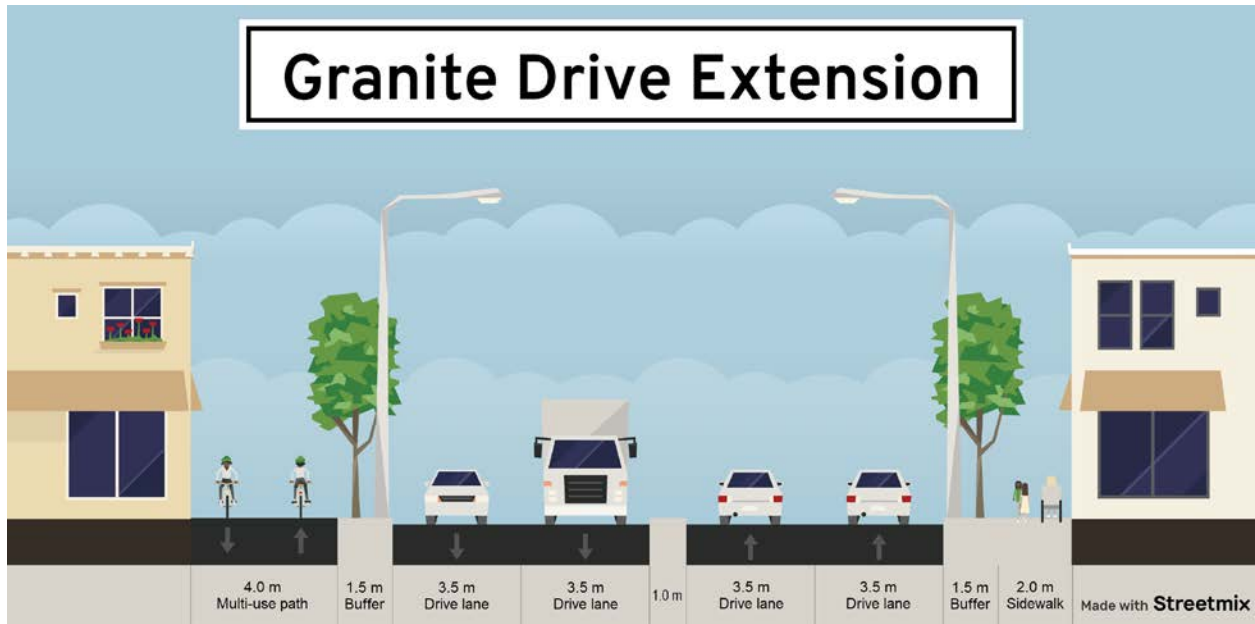 Granite Drive Extension
4.0 m
Multi-use path
1.5 m
Buffer
3.5 m
Drive lane
3.5 m
Drive lane
1.0 m
3.5 m
Drive lane
3.5 m
Drive lane
1.5 m
Buffer
2.0 m
Sidewalk
Made with Streetmix